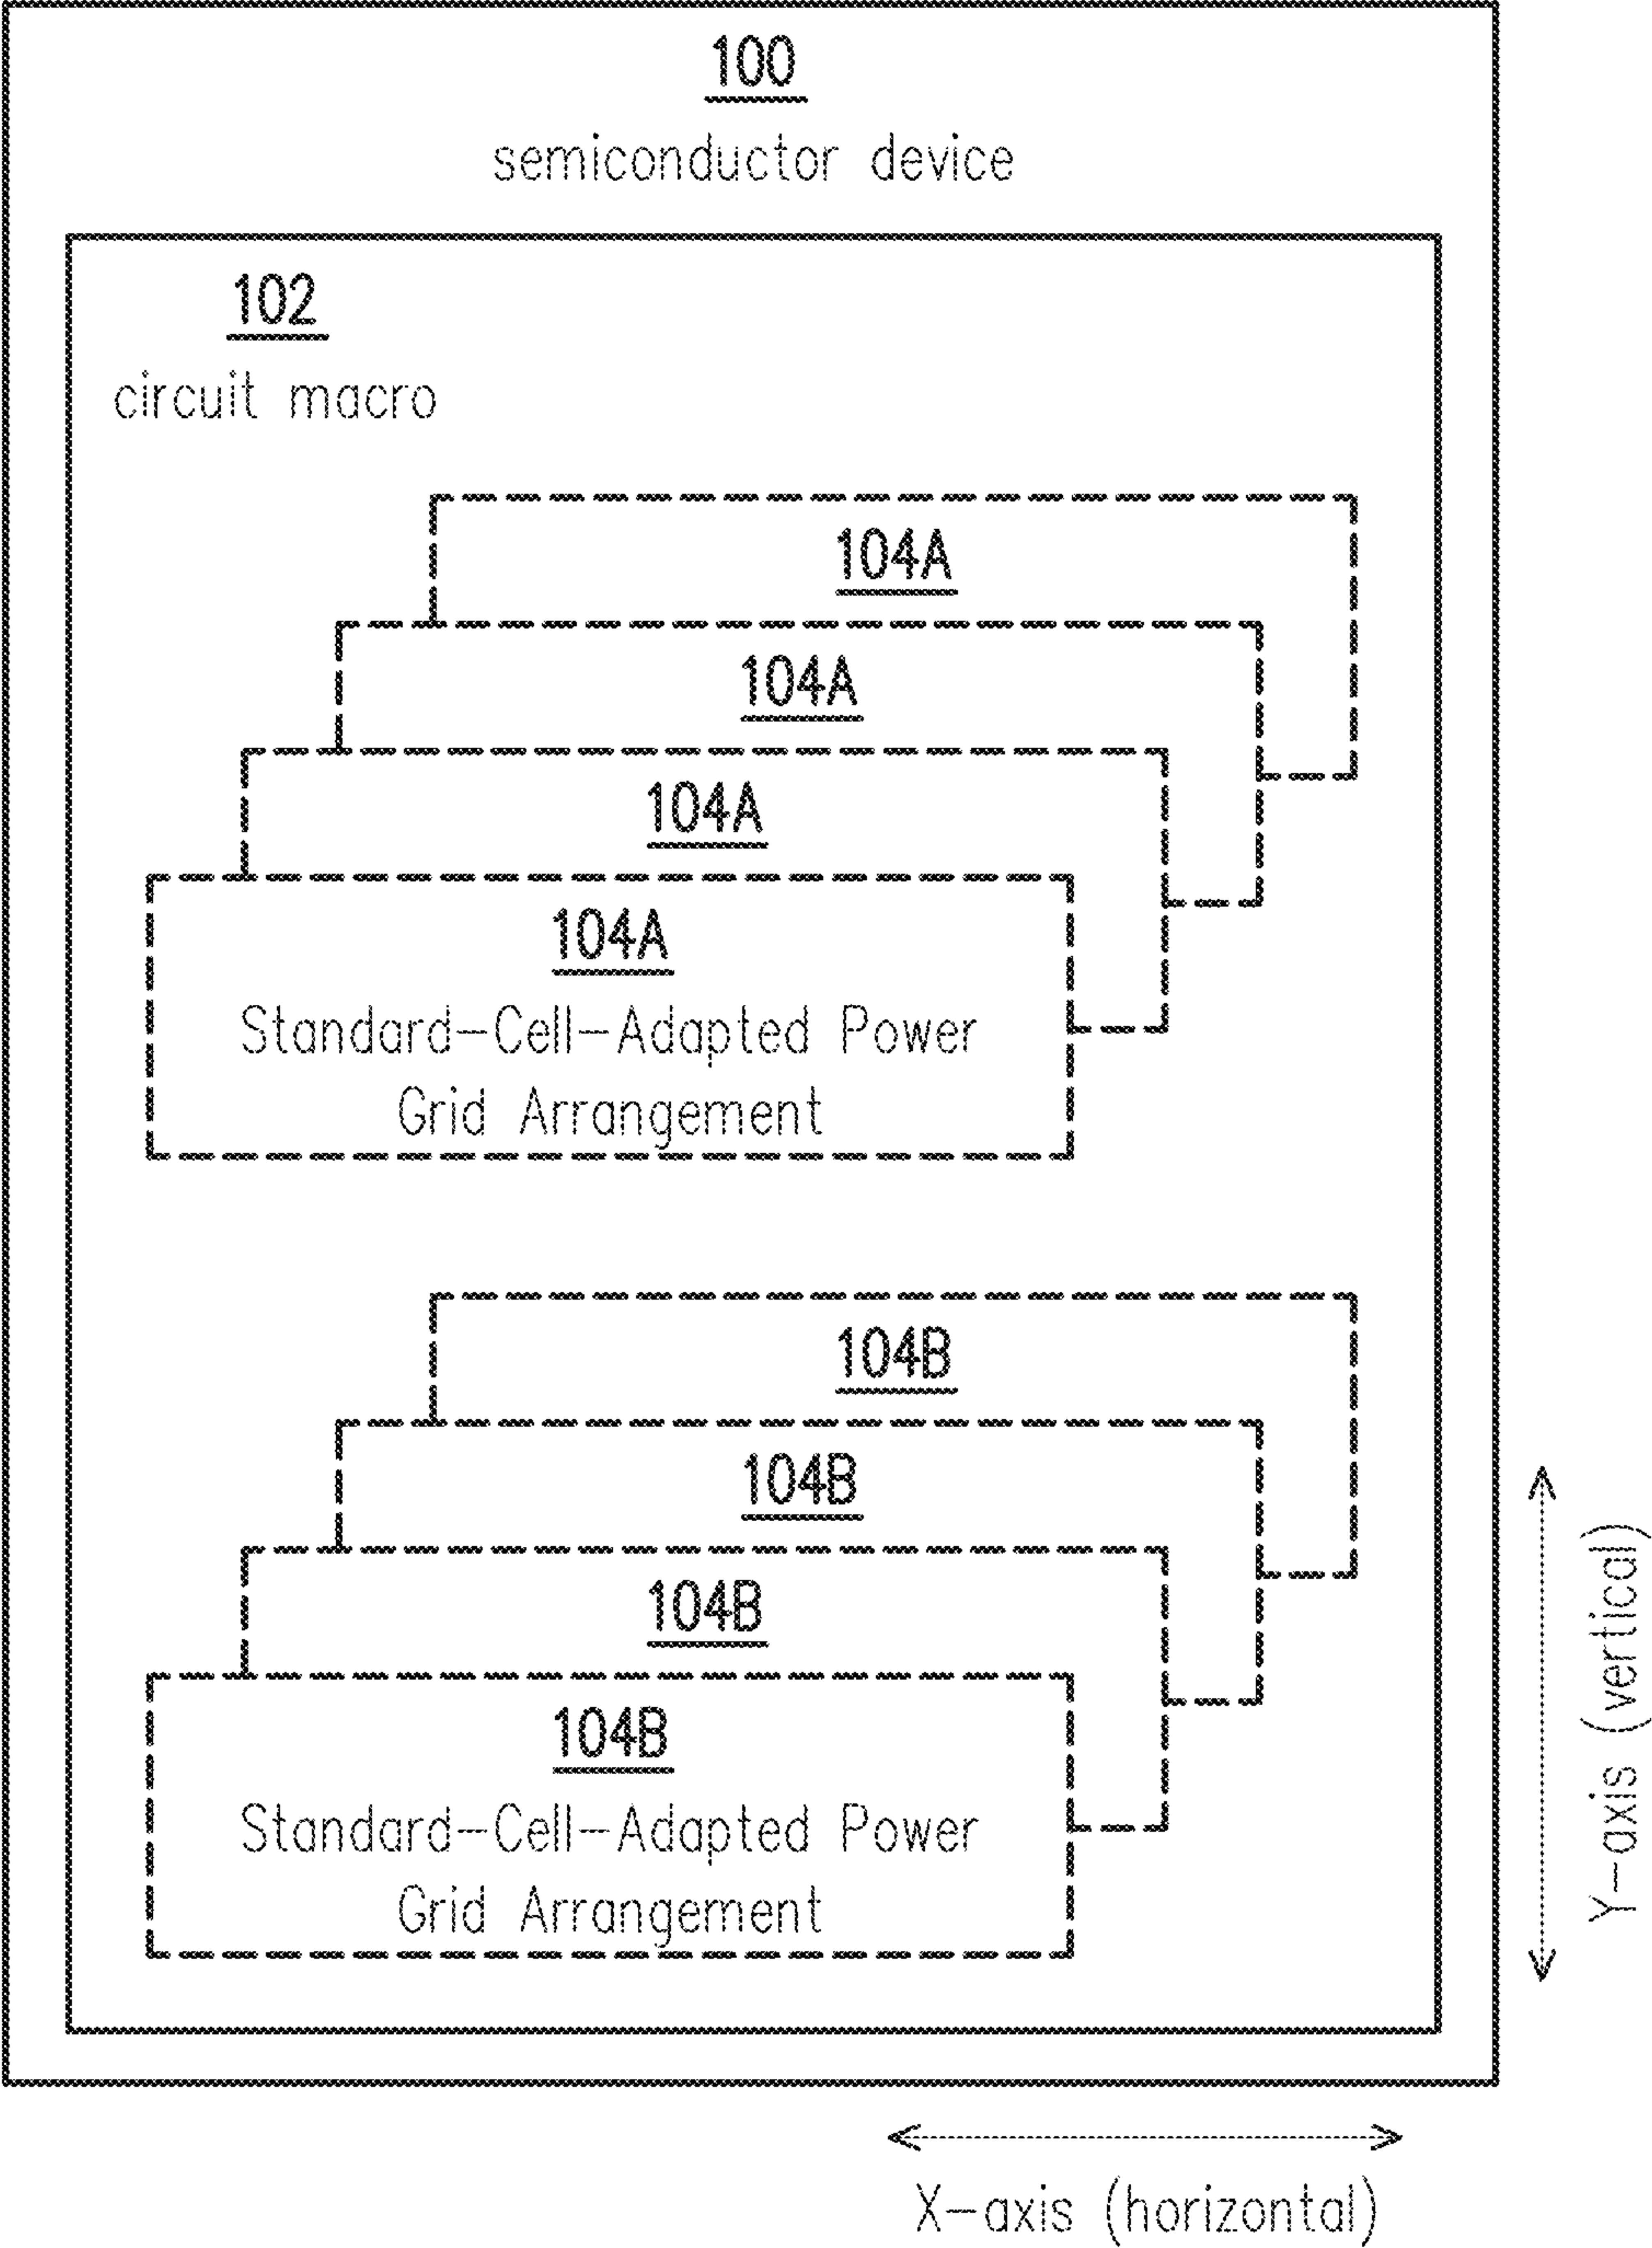 100
semiconductor device
102
circuit macro
104A
104A
104A
104A
Standard-Cell-Adapted Power
Grid Arrangement
104B
104B
104B
104B
Standard-Cell-Adapted Power
Grid Arrangement
Y-axis (vertical)
X-axis (horizontal)